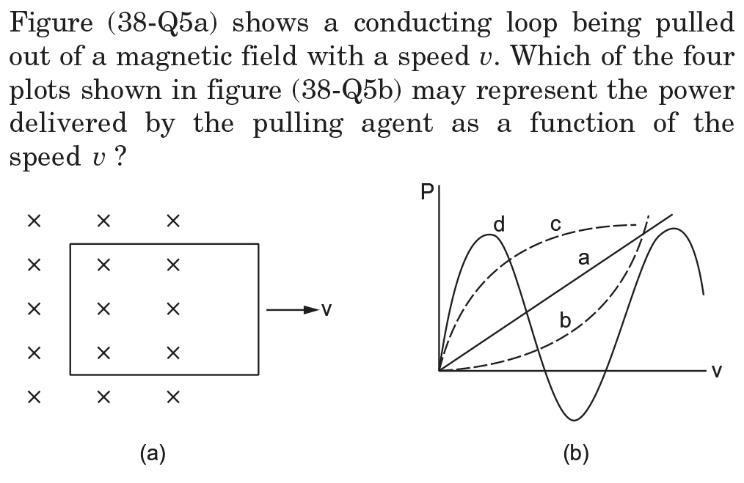 Figure (38-Q5a) shows a conducting loop being pulled
out of a magnetic field with a speed v. Which of the four
plots shown in figure (38-Q5b) may represent the power
delivered by the pulling agent as a function of the
speed v ?
× × ×
× × ×
× × ×
× × ×
× × ×
v
(a)
P
d
c
a
b
v
(b)